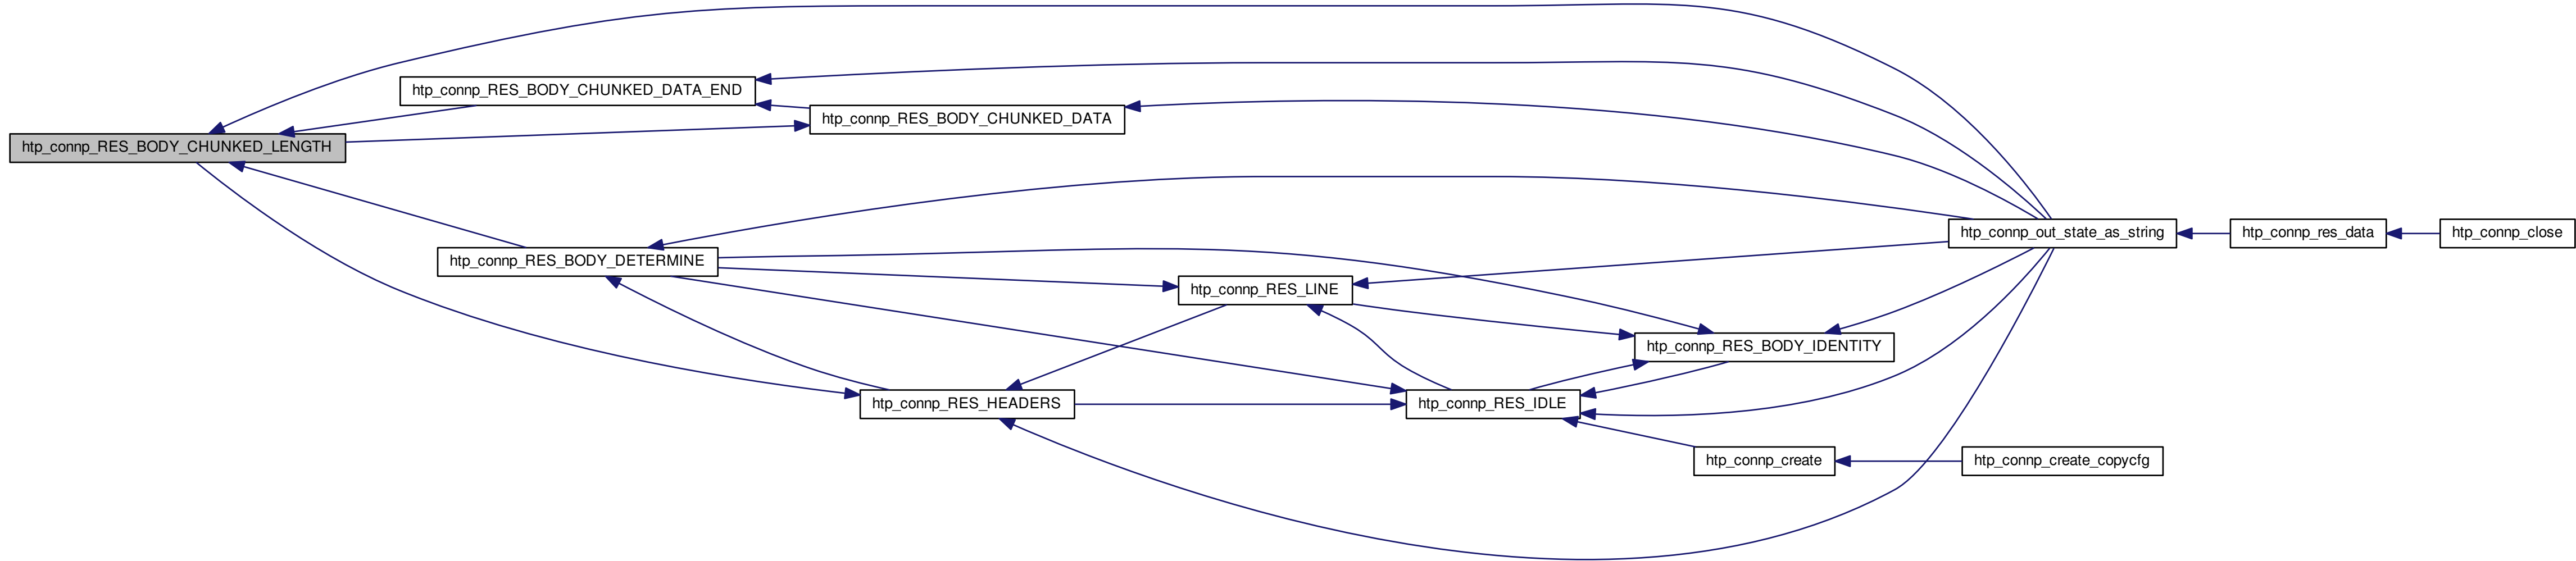 htp_connp_RES_BODY_CHUNKED_DATA_END
htp_connp_RES_BODY_CHUNKED_DATA
htp_connp_RES_BODY_CHUNKED_LENGTH
htp_connp_out_state_as_string
htp_connp_res_data
htp_connp_close
htp_connp_RES_BODY_DETERMINE
htp_connp_RES_LINE
htp_connp_RES_BODY_IDENTITY
htp_connp_RES_HEADERS
htp_connp_RES_IDLE
htp_connp_create
htp_connp_create_copycfg